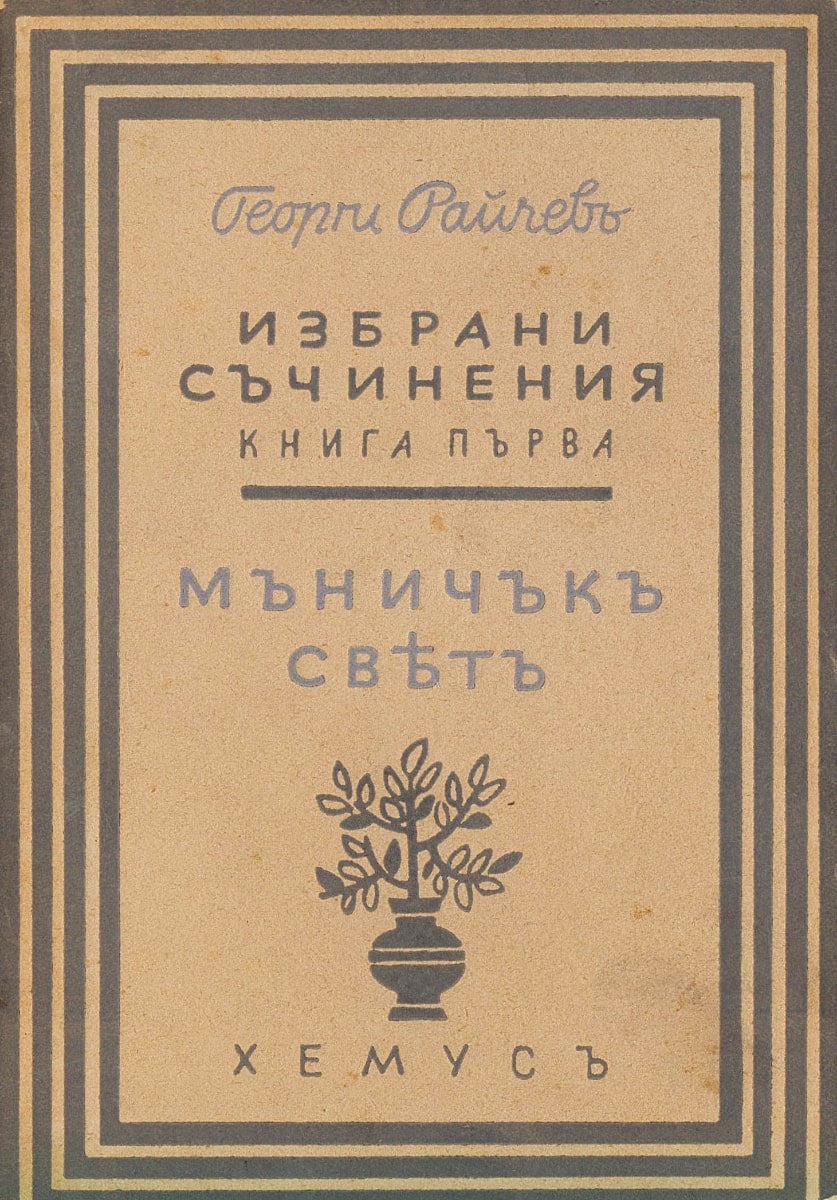 Георги Райчевъ
ИЗБРАНИ
СЪЧИНЕНИЯ
КНИГА ПЪРВА
МЪНИЧЪКЪ
СВѢТЪ
ХЕМУСЪ